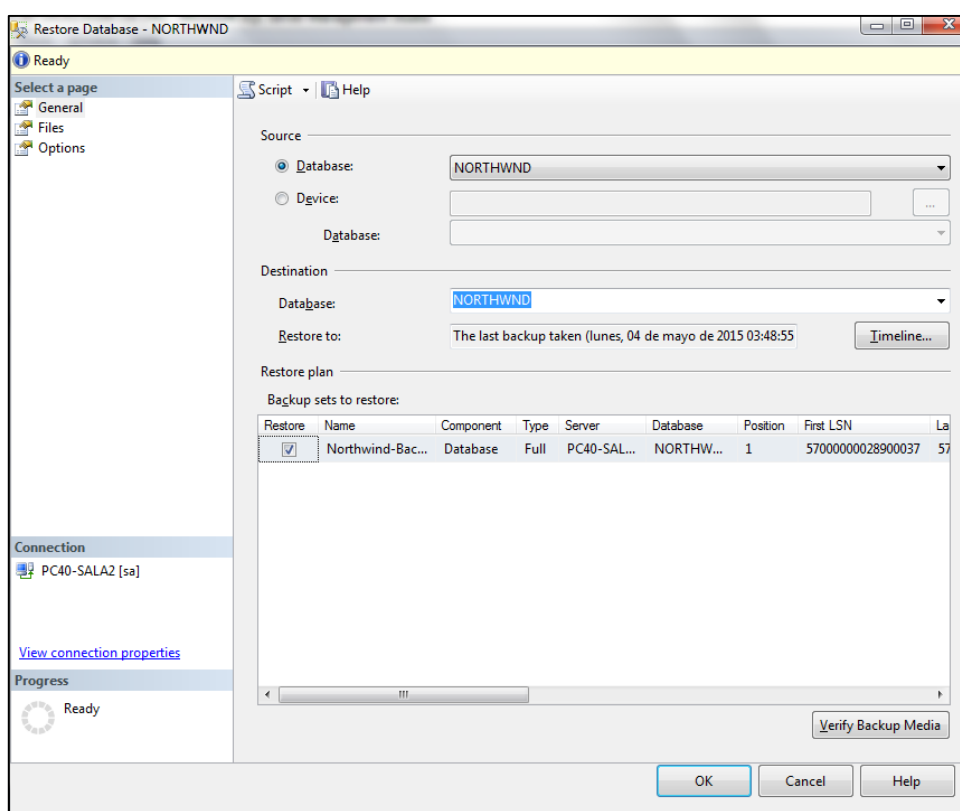 Restore Database - NORTHWND
Ready
Select a page
General
Files
Options
Script
Help
Source
Database:
NORTHWND
Device:
...
Database:
Destination
Database:
NORTHWND
Restore to:
The last backup taken (lunes, 04 de mayo de 2015 03:48:55
Timeline...
Restore plan
Backup sets to restore:
Restore Name Component Type Server Database Position First LSN La
Northwind-Bac... Database Full PC40-SAL... NORTHW... 1 57000000028900037 57
Connection
PC40-SALA2 [sa]
View connection properties
Progress
Ready
Verify Backup Media
OK Cancel Help